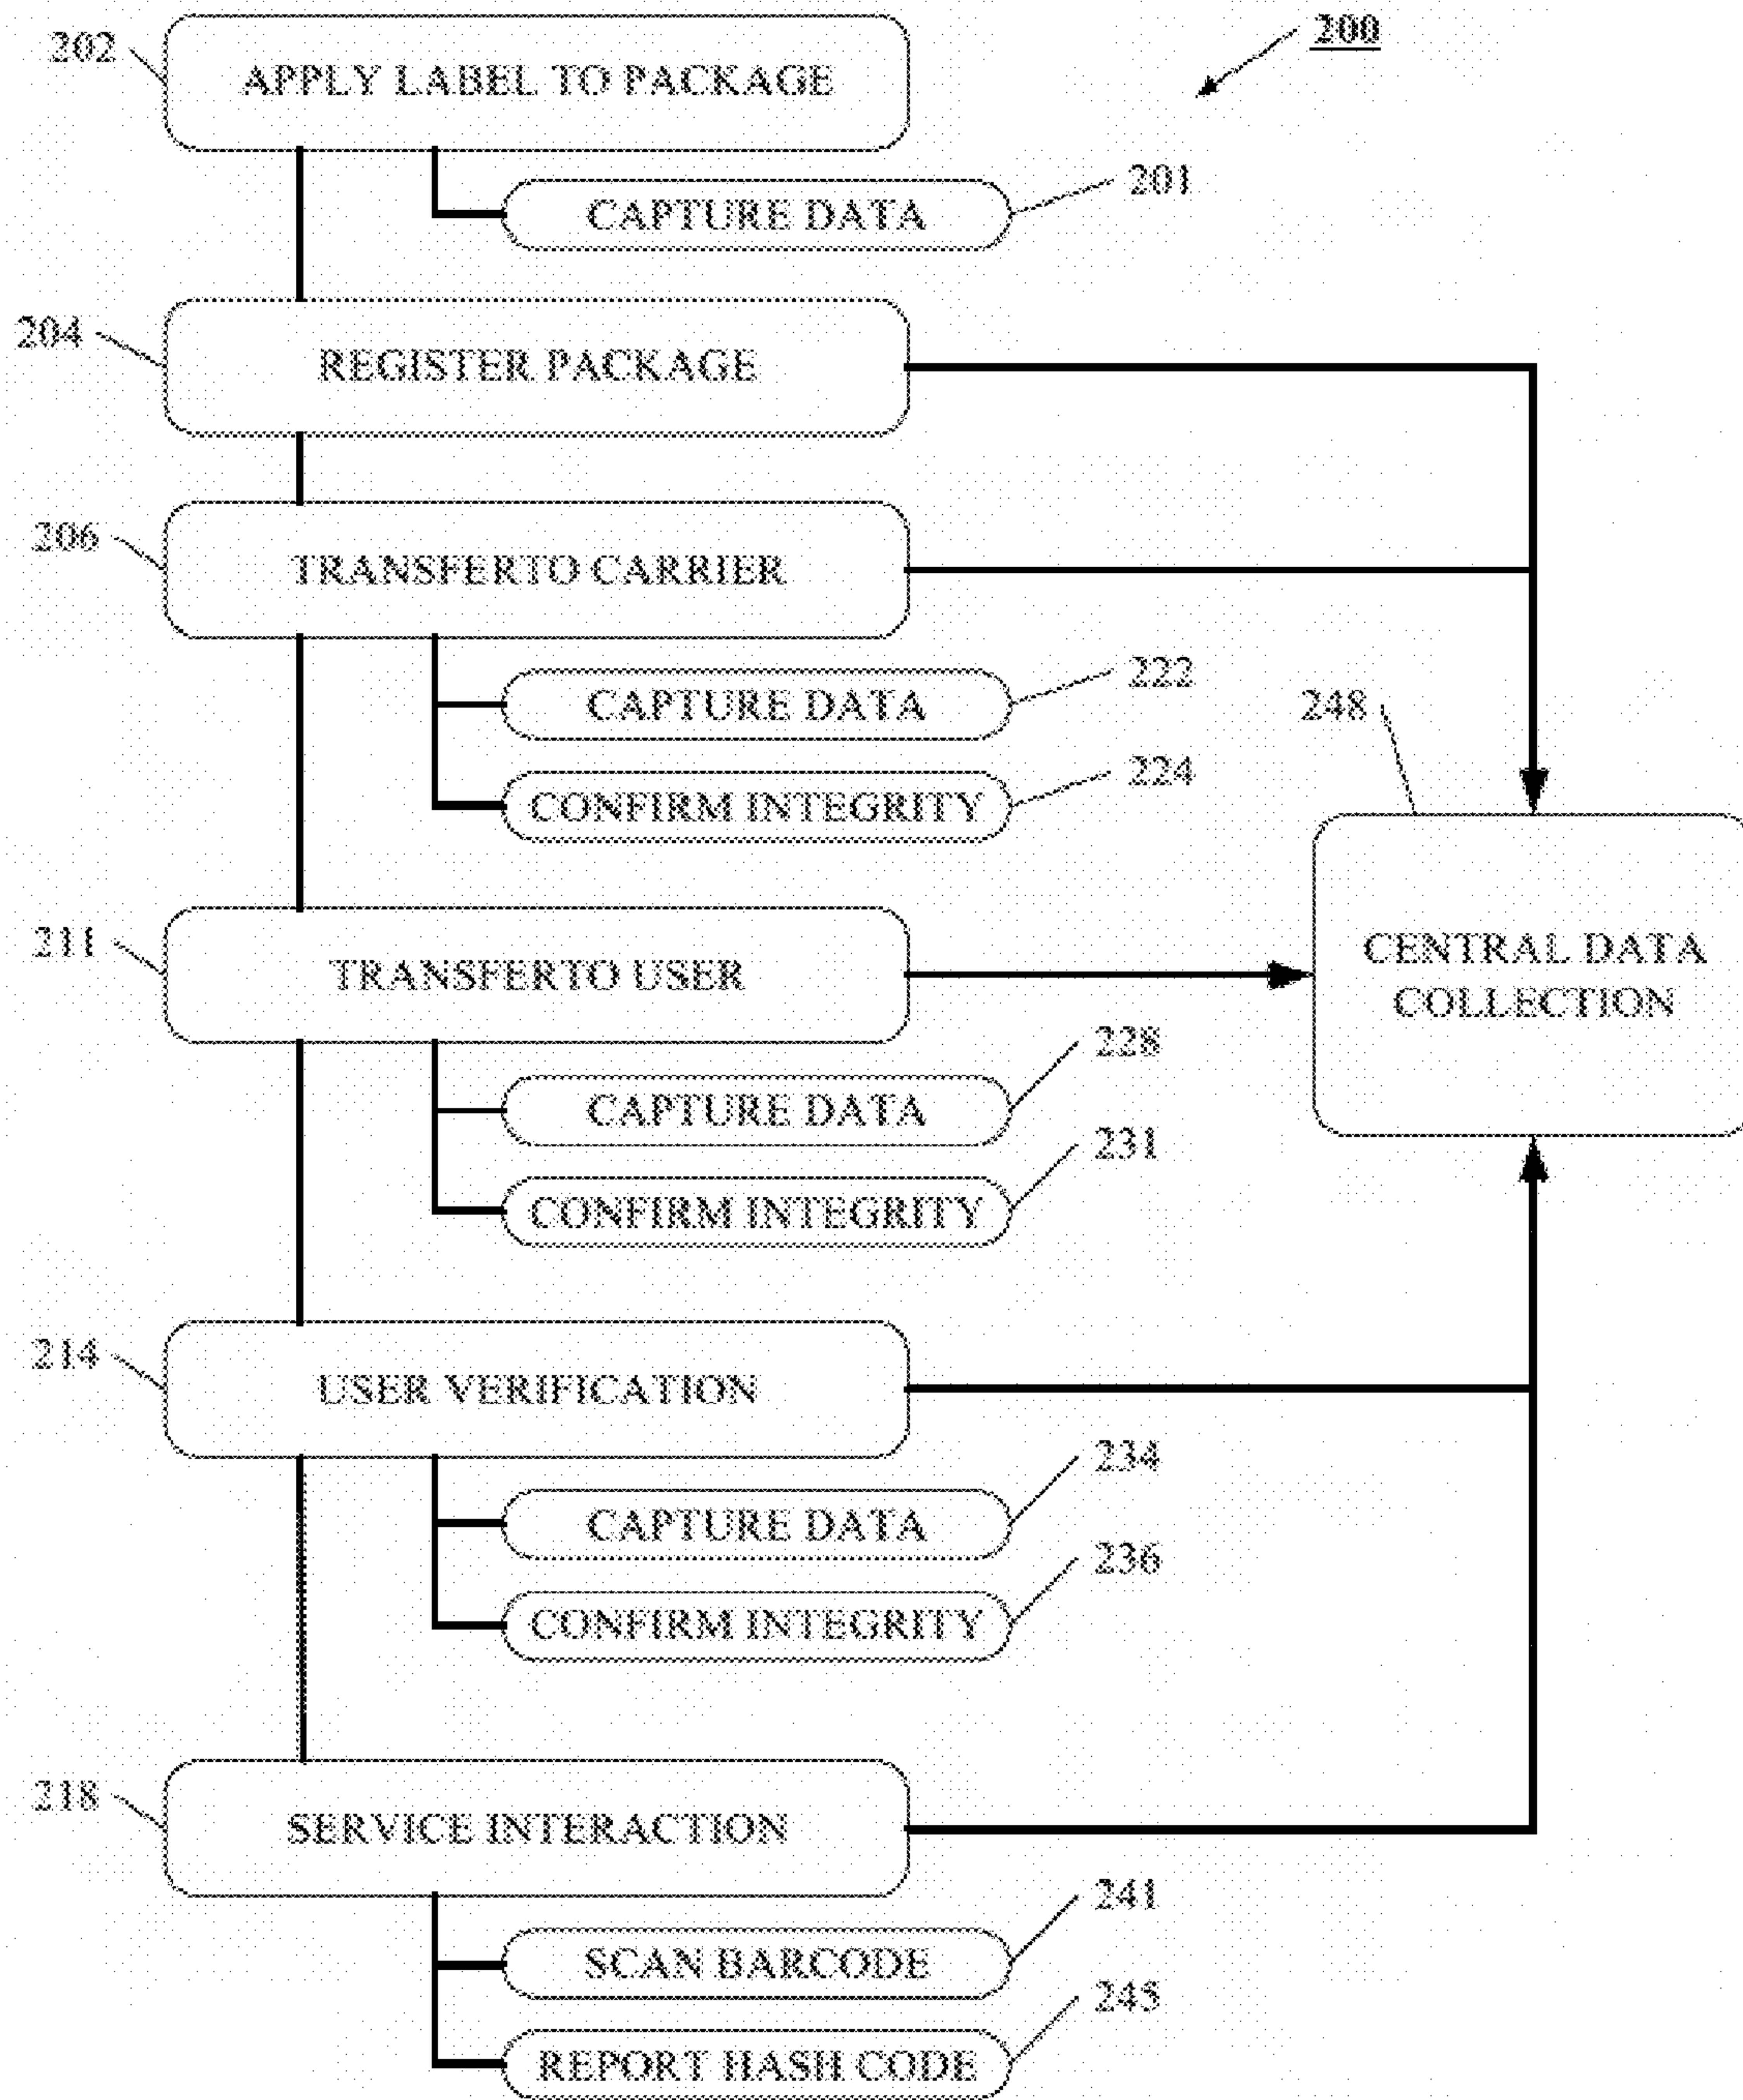 200
202
APPLY LABEL TO PACKAGE
201
CAPTURE DATA
204
REGISTER PACKAGE
206
TRANSFERTO CARRIER
222
CAPTURE DATA
248
224
CONFIRM INTEGRITY
211
TRANSFERTO USER
CENTRAL DATA
COLLECTION
228
CAPTURE DATA
231
CONFIRM INTEGRITY
214
USER VERIFICATION
234
CAPTURE DATA
236
CONFIRM INTEGRITY
218
SERVICE INTERACTION
241
SCAN BARCODE
245
REPORT HASH CODE